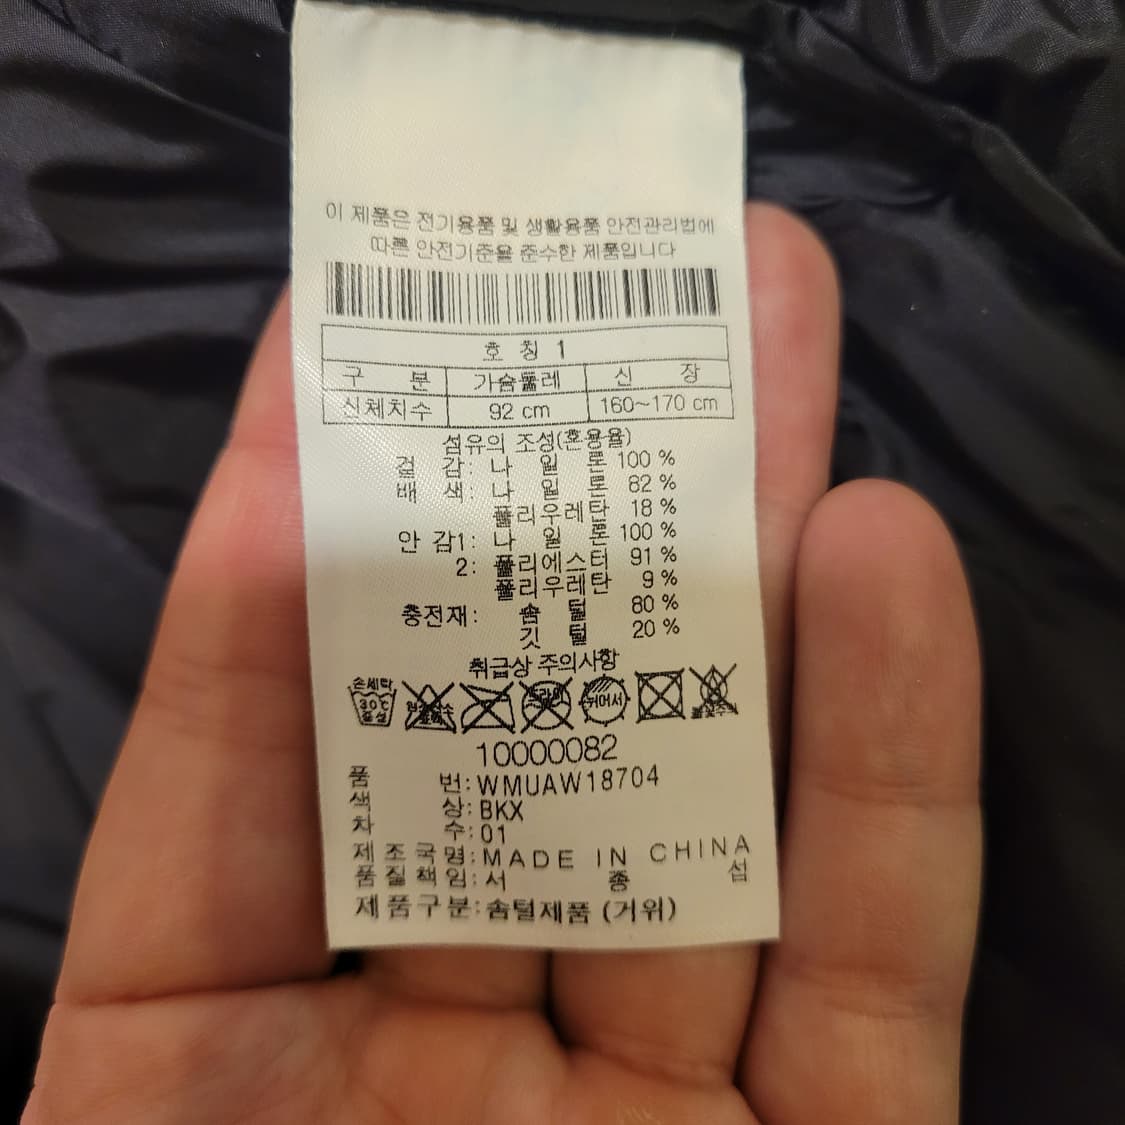 이 제품은 전기용품 및 생활용품 안전관리법에
따른 안전기준을 준수한 제품입니다
호 칭 1
구 분 가슴둘레 신 장
신체치수 92 cm 160~170 cm
섬유의 조성(혼용율)
겉 감: 나 일 론 100 %
배 색: 나 일 론 82 %
폴리우레탄 18 %
안 감1: 나 일 론 100 %
2: 폴리에스터 91 %
폴리우레탄 9 %
충전재: 솜 털 80 %
깃 털 20 %
취급상 주의사항
손세탁
30℃
중성
드라이
뉘어서
10000082
품 번:WMUAW18704
색 상:BKX
차 수:01
제조국명:MADE IN CHINA
품질책임:서 종 섭
제품구분:솜털제품 (거위)